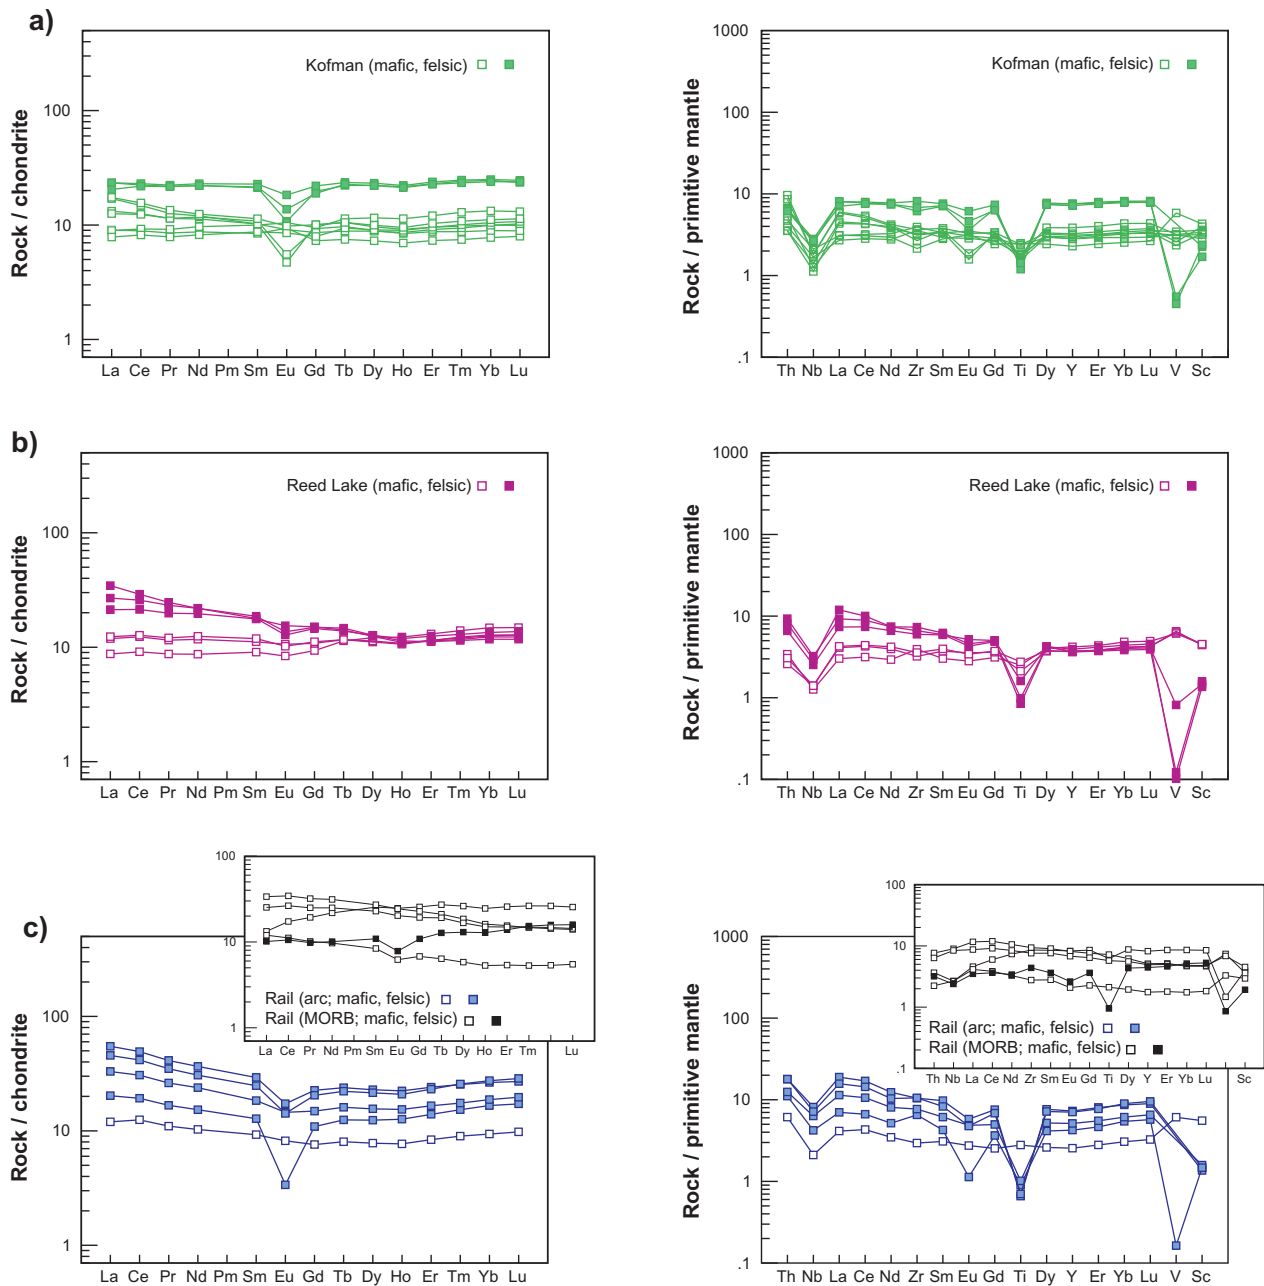 a)
Kofman (mafic, felsic)
100
10
1
Rock / chondrite
La Ce Pr Nd Pm Sm Eu Gd Tb Dy Ho Er Tm Yb Lu
Kofman (mafic, felsic)
1000
100
10
1
.1
Rock / primitive mantle
Th Nb La Ce Nd Zr Sm Eu Gd Ti Dy Y Er Yb Lu V Sc
b)
Reed Lake (mafic, felsic)
100
10
1
Rock / chondrite
La Ce Pr Nd Pm Sm Eu Gd Tb Dy Ho Er Tm Yb Lu
Reed Lake (mafic, felsic)
1000
100
10
1
.1
Rock / primitive mantle
Th Nb La Ce Nd Zr Sm Eu Gd Ti Dy Y Er Yb Lu V Sc
c)
100
10
1
La Ce Pr Nd Pm Sm Eu Gd Tb Dy Ho Er Tm Lu
Rail (arc; mafic, felsic)
Rail (MORB; mafic, felsic)
100
10
1
Rock / chondrite
La Ce Pr Nd Pm Sm Eu Gd Tb Dy Ho Er Tm Yb Lu
100
10
1
.1
Th Nb La Ce Nd Zr Sm Eu Gd Ti Dy Y Er Yb Lu Sc
Rail (arc; mafic, felsic)
Rail (MORB; mafic, felsic)
1000
100
10
1
.1
Rock / primitive mantle
Th Nb La Ce Nd Zr Sm Eu Gd Ti Dy Y Er Yb Lu V Sc